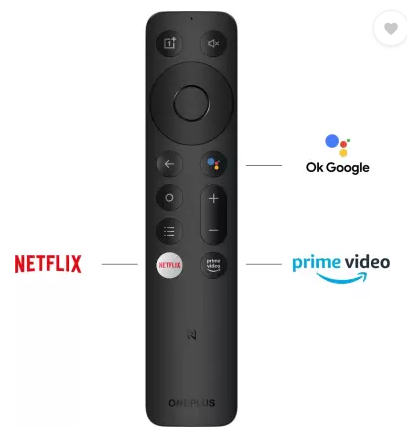 Ok Google
NETFLIX
NETFLIX
prime
video
prime video
ONEPLUS